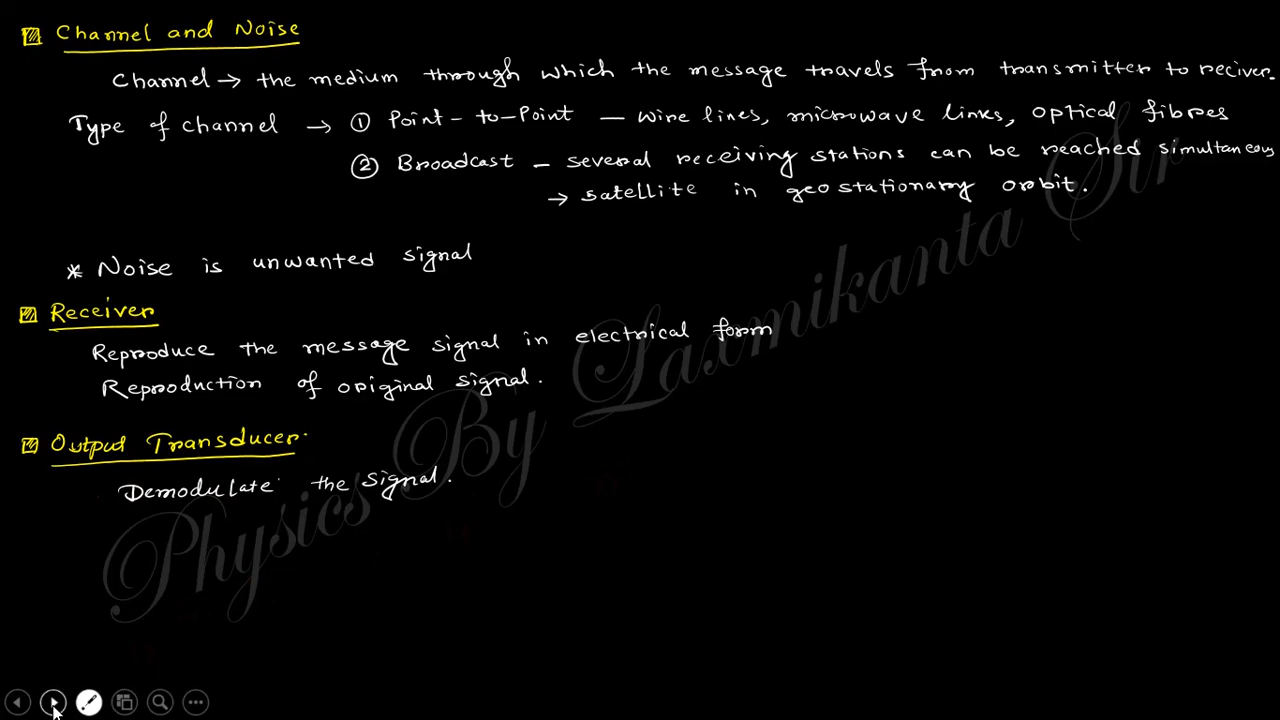 Channel and Noise
Channel → the medium through which the message travels from transmitter to reciver.
Type of channel → ① Point-to-Point – wire lines, microwave links, optical fibres
② Broadcast – several receiving stations can be reached simultaneous
→ satellite in geostationary orbit.
* Noise is unwanted signal
Receiver
Reproduce the message signal in electrical form
Reproduction of original signal.
Output Transducer
Demodulate the signal.
Physics By Laxmikanta Sir